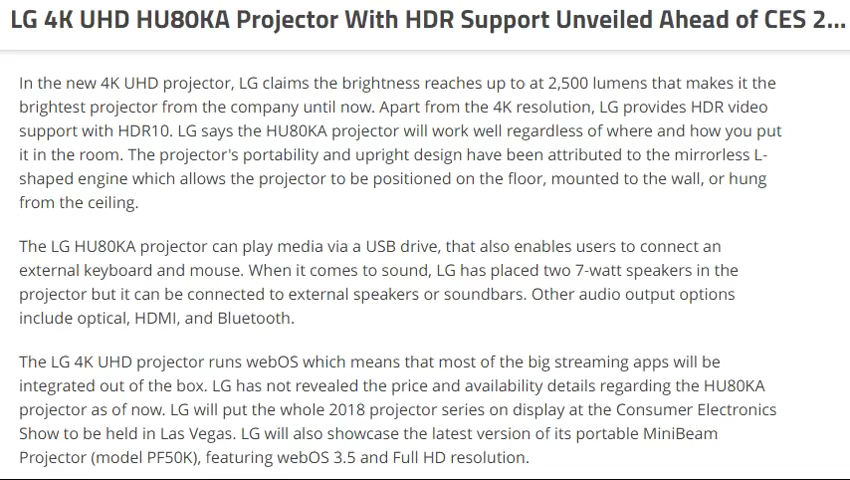 LG 4K UHD HU80KA Projector With HDR Support Unveiled Ahead of CES 2...
In the new 4K UHD projector, LG claims the brightness reaches up to at 2,500 lumens that makes it the
brightest projector from the company until now. Apart from the 4K resolution, LG provides HDR video
support with HDR10. LG says the HU80KA projector will work well regardless of where and how you put
it in the room. The projector's portability and upright design have been attributed to the mirrorless L-
shaped engine which allows the projector to be positioned on the floor, mounted to the wall, or hung
from the ceiling.
The LG HU80KA projector can play media via a USB drive, that also enables users to connect an
external keyboard and mouse. When it comes to sound, LG has placed two 7-watt speakers in the
projector but it can be connected to external speakers or soundbars. Other audio output options
include optical, HDMI, and Bluetooth.
The LG 4K UHD projector runs webOS which means that most of the big streaming apps will be
integrated out of the box. LG has not revealed the price and availability details regarding the HU80KA
projector as of now. LG will put the whole 2018 projector series on display at the Consumer Electronics
Show to be held in Las Vegas. LG will also showcase the latest version of its portable MiniBeam
Projector (model PF50K), featuring webOS 3.5 and Full HD resolution.